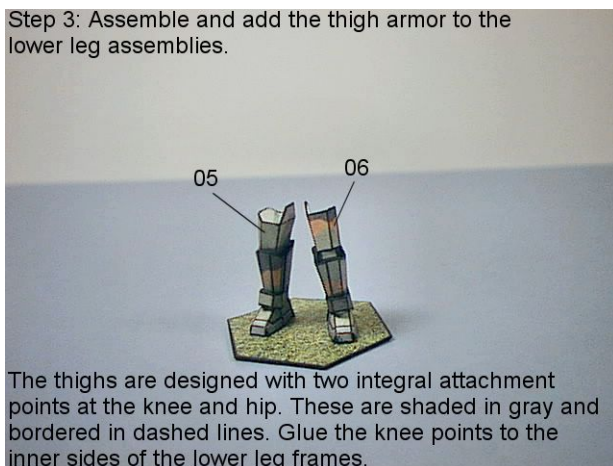 Step 3: Assemble and add the thigh armor to the
lower leg assemblies.
05
06
The thighs are designed with two integral attachment
points at the knee and hip. These are shaded in gray and
bordered in dashed lines. Glue the knee points to the
inner sides of the lower leg frames.